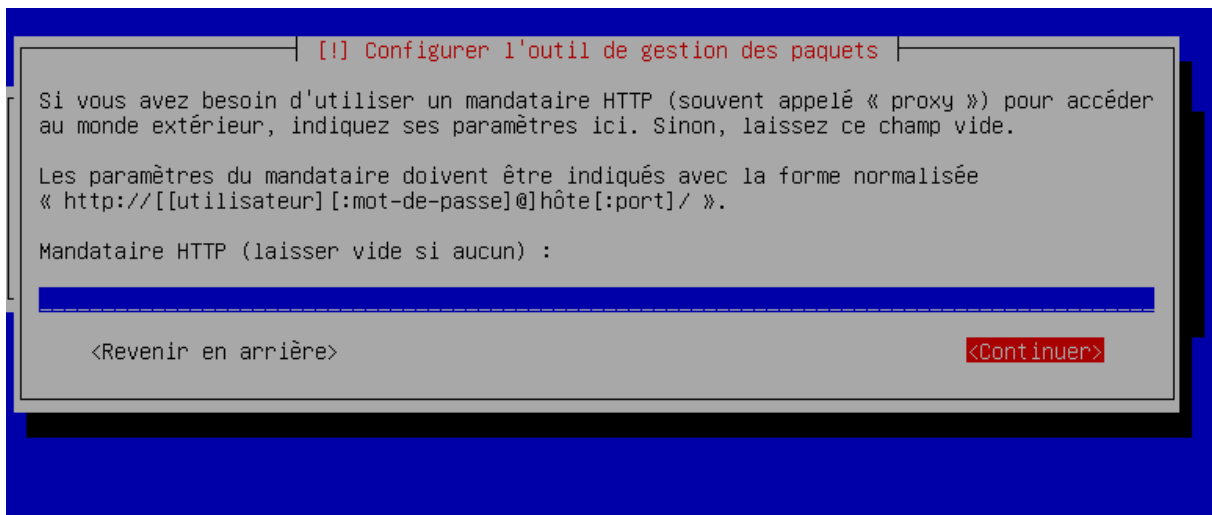 [!] Configurer l'outil de gestion des paquets
Si vous avez besoin d'utiliser un mandataire HTTP (souvent appelé « proxy ») pour accéder
au monde extérieur, indiquez ses paramètres ici. Sinon, laissez ce champ vide.
Les paramètres du mandataire doivent être indiqués avec la forme normalisée
« http://[[utilisateur][:mot-de-passe]@]hôte[:port]/ ».
Mandataire HTTP (laisser vide si aucun) :
<Revenir en arrière> <Continuer>